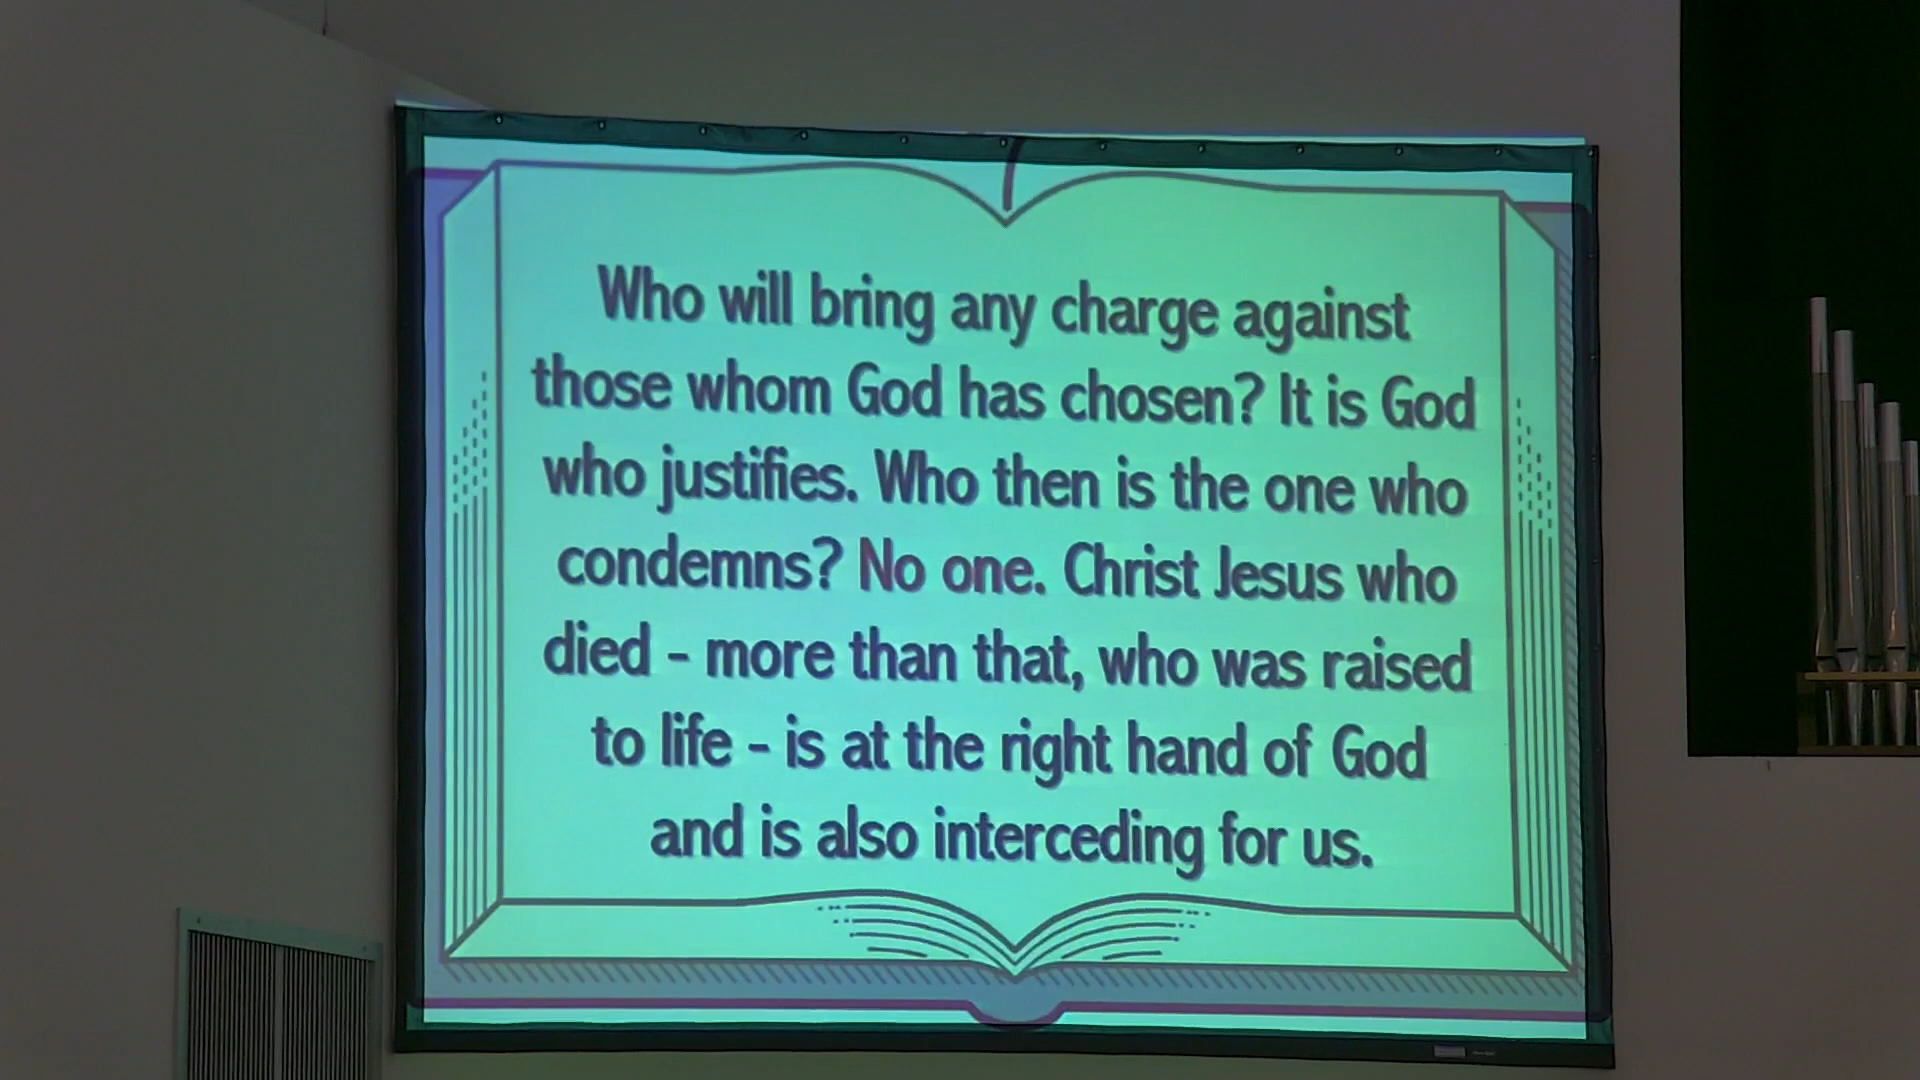 Who will bring any charge against
those whom God has chosen? It is God
who justifies. Who then is the one who
condemns? No one. Christ Jesus who
died - more than that, who was raised
to life - is at the right hand of God
and is also interceding for us.